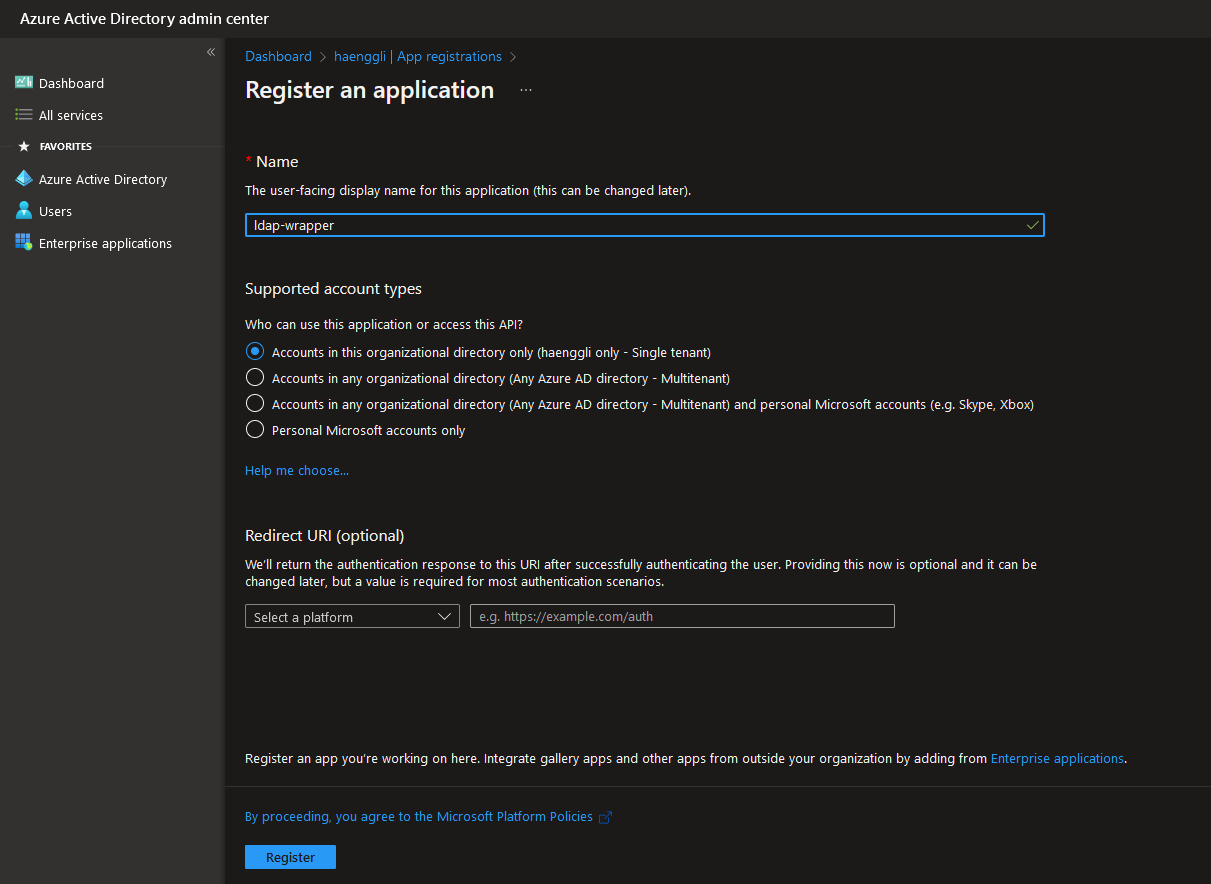 Azure Active Directory admin center
«
Dashboard
All services
FAVORITES
Azure Active Directory
Users
Enterprise applications
Dashboard > haenggli | App registrations >
Register an application ...
* Name
The user-facing display name for this application (this can be changed later).
ldap-wrapper
Supported account types
Who can use this application or access this API?
Accounts in this organizational directory only (haenggli only - Single tenant)
Accounts in any organizational directory (Any Azure AD directory - Multitenant)
Accounts in any organizational directory (Any Azure AD directory - Multitenant) and personal Microsoft accounts (e.g. Skype, Xbox)
Personal Microsoft accounts only
Help me choose...
Redirect URI (optional)
We'll return the authentication response to this URI after successfully authenticating the user. Providing this now is optional and it can be
changed later, but a value is required for most authentication scenarios.
Select a platform
e.g. https://example.com/auth
Register an app you're working on here. Integrate gallery apps and other apps from outside your organization by adding from Enterprise applications.
By proceeding, you agree to the Microsoft Platform Policies
Register